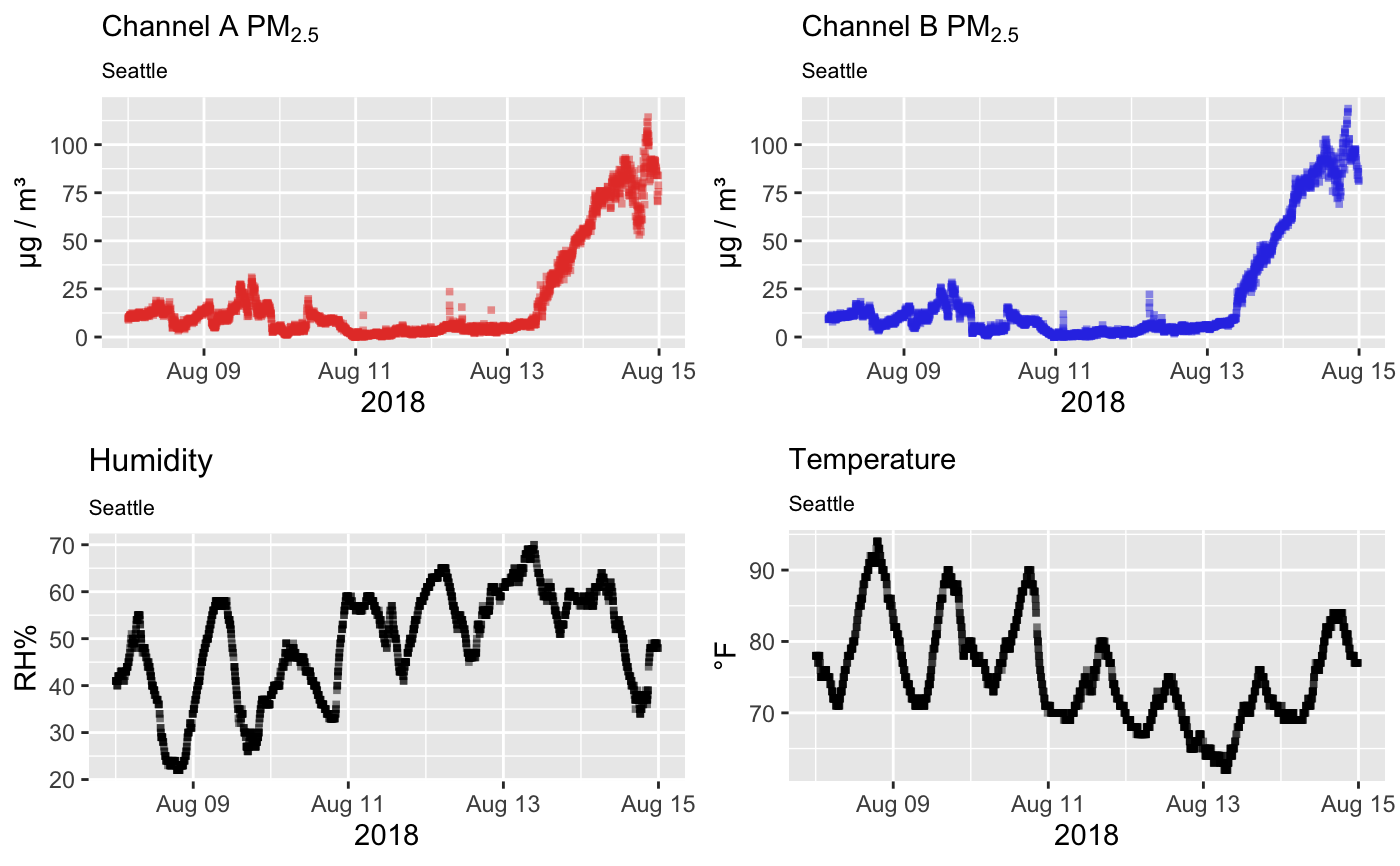 Channel A PM2.5
Seattle
100
75
50
25
0
µg / m³
Aug 09 Aug 11 Aug 13 Aug 15
2018
Channel B PM2.5
Seattle
100
75
50
25
0
µg / m³
Aug 09 Aug 11 Aug 13 Aug 15
2018
Humidity
Seattle
70
60
50
40
30
20
RH%
Aug 09 Aug 11 Aug 13 Aug 15
2018
Temperature
Seattle
90
80
70
°F
Aug 09 Aug 11 Aug 13 Aug 15
2018